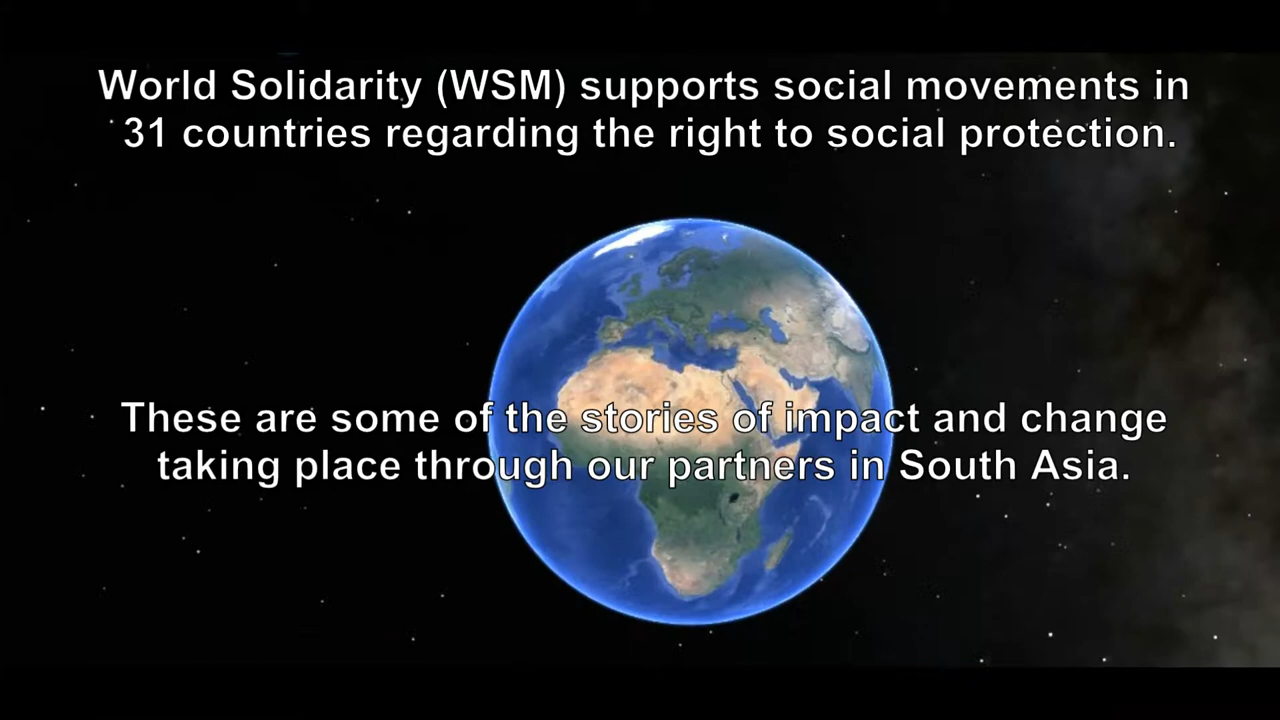 World Solidarity (WSM) supports social movements in
31 countries regarding the right to social protection.
These are some of the stories of impact and change
taking place through our partners in South Asia.